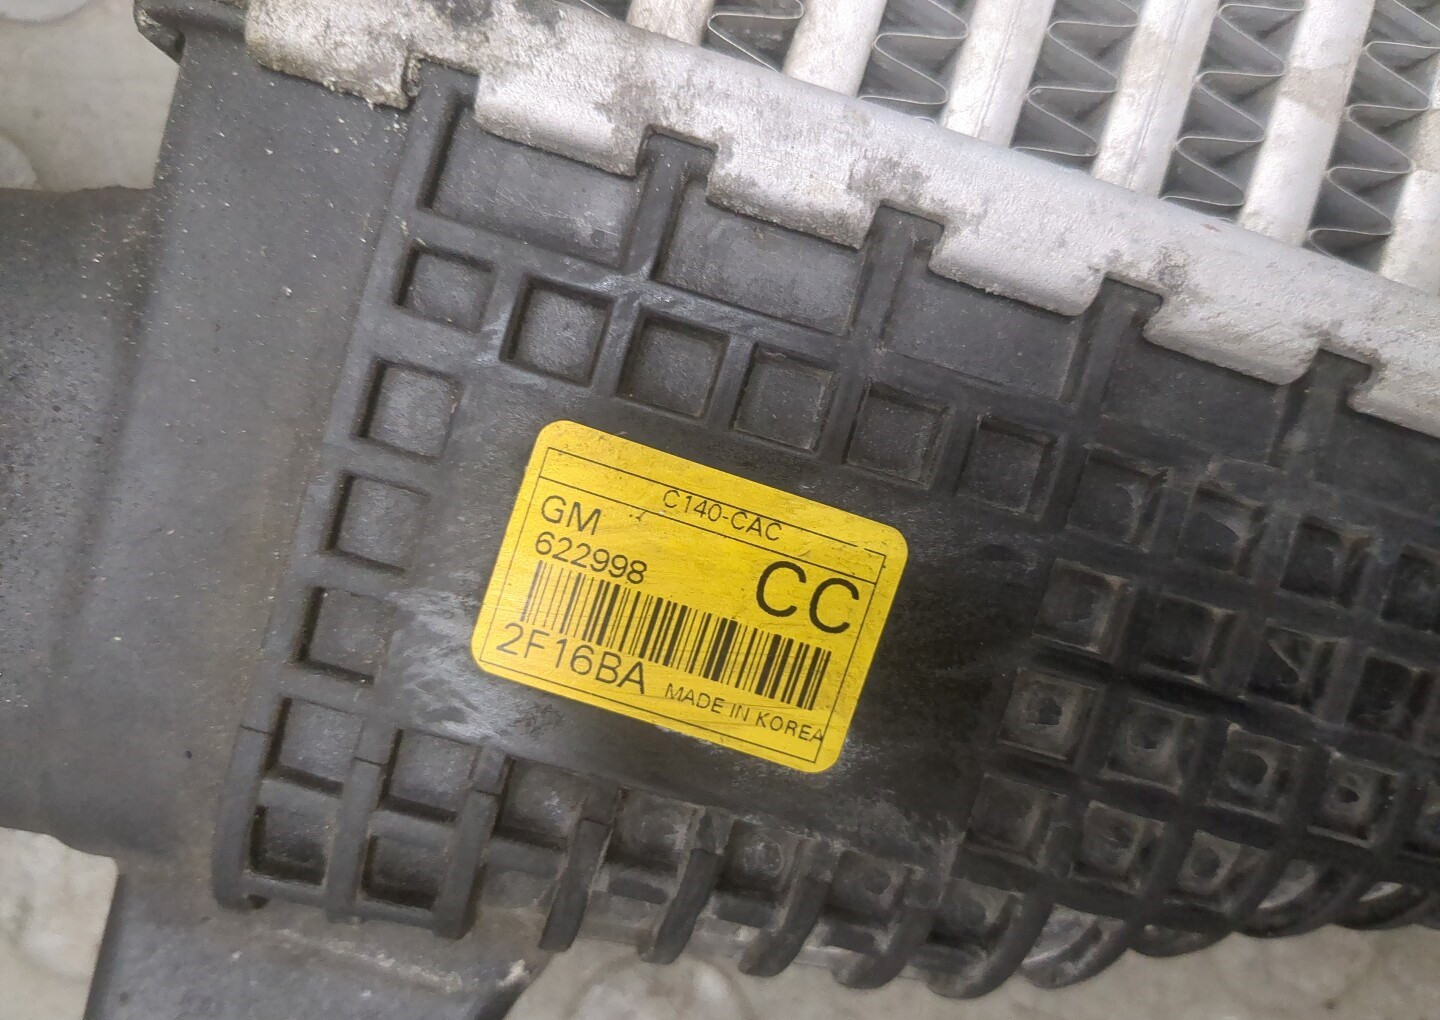 C140-CAC
GM
622998
CC
2F16BA
MADE IN KOREA